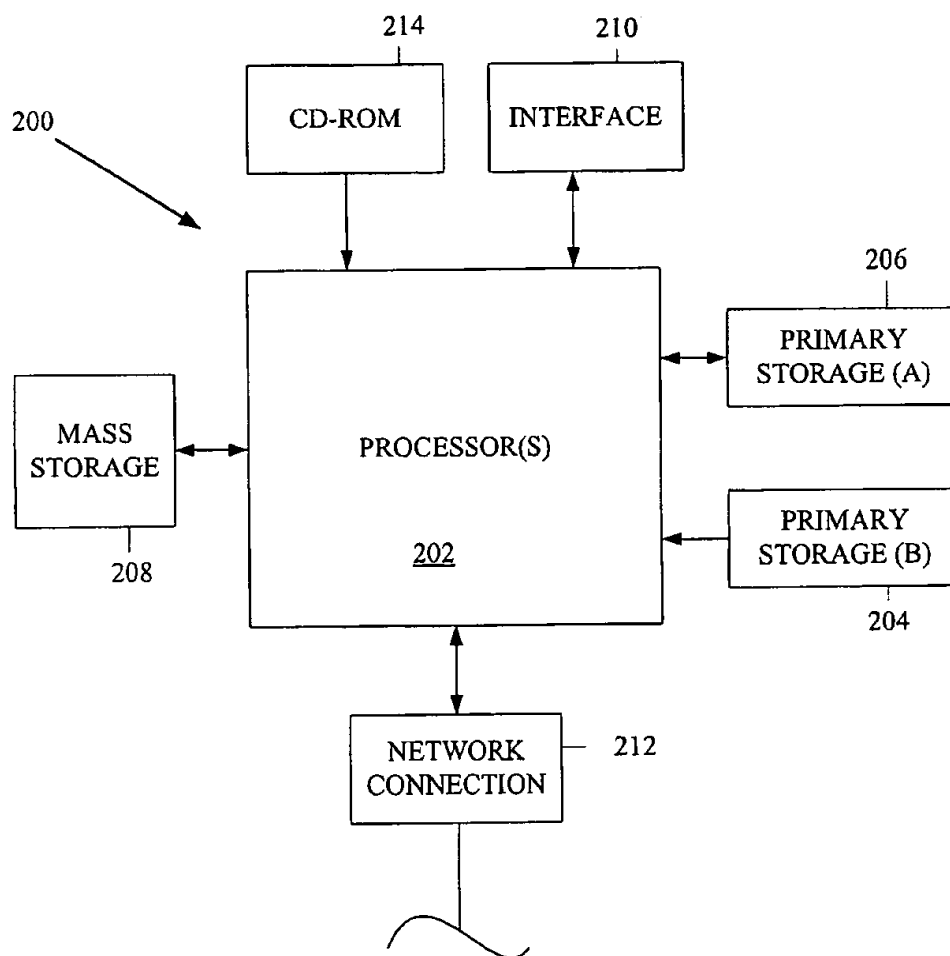 214
210
CD-ROM
INTERFACE
200
206
PRIMARY
STORAGE (A)
MASS
STORAGE
PROCESSOR(S)
PRIMARY
STORAGE (B)
208
202
204
NETWORK
CONNECTION
212